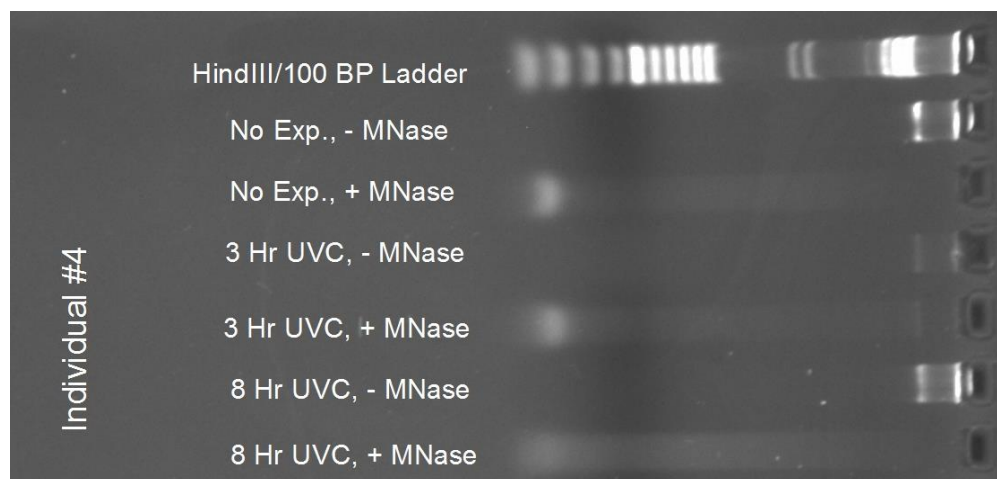 HindIII/100 BP Ladder
No Exp., - MNase
No Exp., + MNase
3 Hr UVC, - MNase
3 Hr UVC, + MNase
8 Hr UVC, - MNase
8 Hr UVC, + MNase
Individual #4